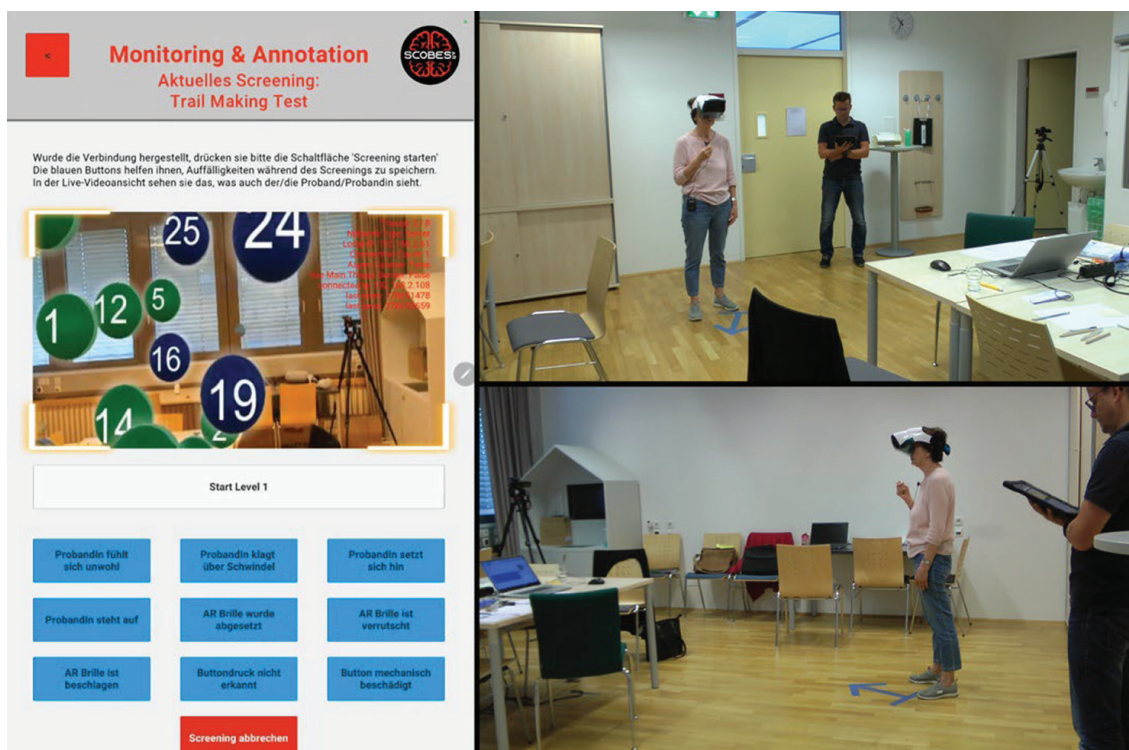 <
Monitoring & Annotation
Aktuelles Screening:
Trail Making Test
SCOBES
Wurde die Verbindung hergestellt, drücken sie bitte die Schaltfläche 'Screening starten'
Die blauen Buttons helfen ihnen, Auffälligkeiten während des Screenings zu speichern.
In der Live-Videoansicht sehen sie das, was auch der/die Proband/Probandin sieht.
25
24
12
5
1
16
19
14
2
Start Level 1
ProbandIn fühlt
sich unwohl
ProbandIn klagt
über Schwindel
ProbandIn setzt
sich hin
ProbandIn steht auf
AR Brille wurde
abgesetzt
AR Brille ist
verrutscht
AR Brille ist
beschlagen
Buttondruck nicht
erkannt
Button mechanisch
beschädigt
Screening abbrechen